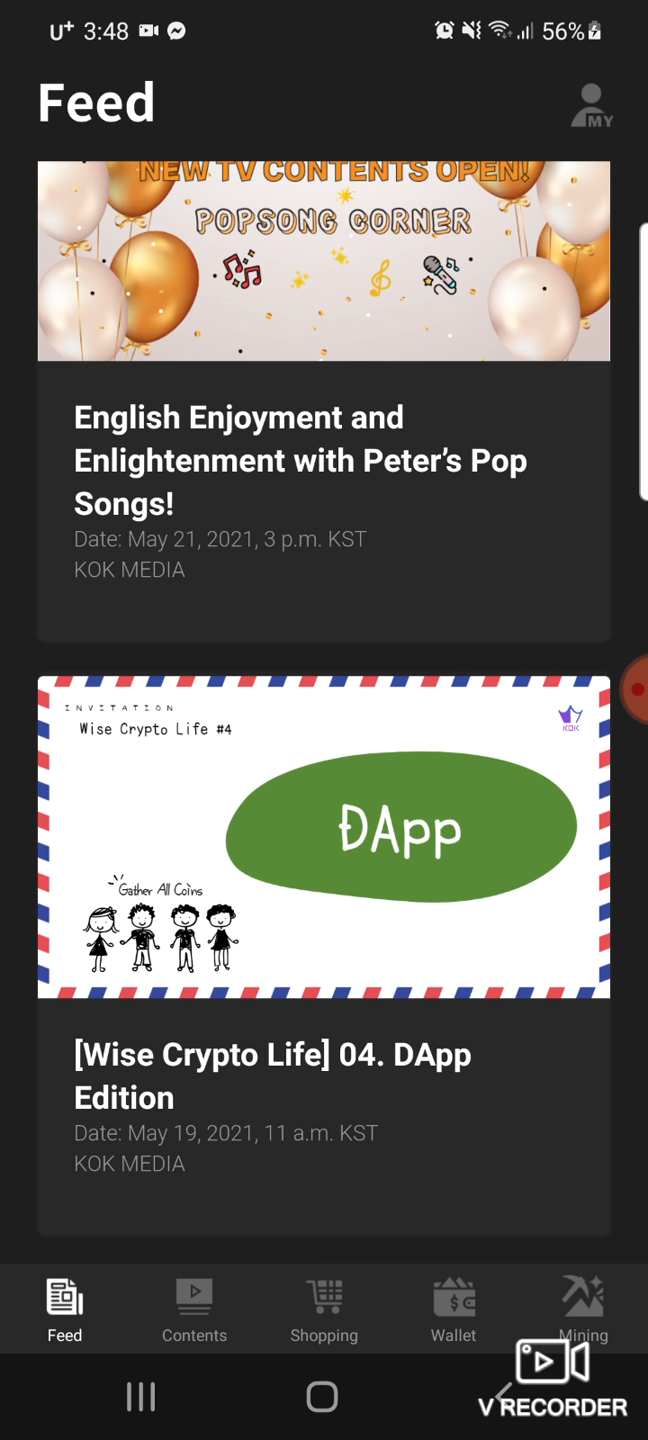 U+ 3:48 56%
Feed
MY
NEW TV CONTENTS OPEN!
POPSONG CORNER
English Enjoyment and
Enlightenment with Peter’s Pop
Songs!
Date: May 21, 2021, 3 p.m. KST
KOK MEDIA
INVITATION
Wise Crypto Life #4
KOK
ĐApp
Gather All Coins
[Wise Crypto Life] 04. DApp
Edition
Date: May 19, 2021, 11 a.m. KST
KOK MEDIA
Feed Contents Shopping Wallet Mining
V RECORDER